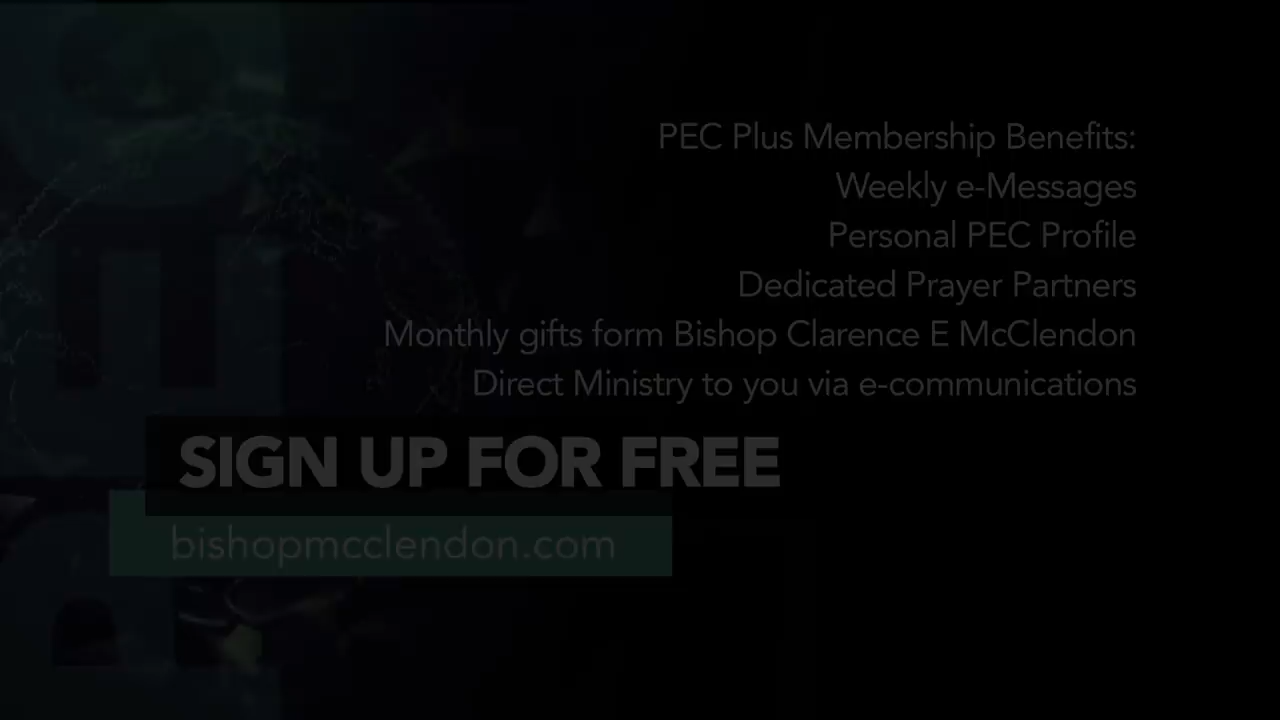 PEC Plus Membership Benefits:
Weekly e-Messages
Personal PEC Profile
Dedicated Prayer Partners
Monthly gifts form Bishop Clarence E McClendon
Direct Ministry to you via e-communications
SIGN UP FOR FREE
bishopmcclendon.com